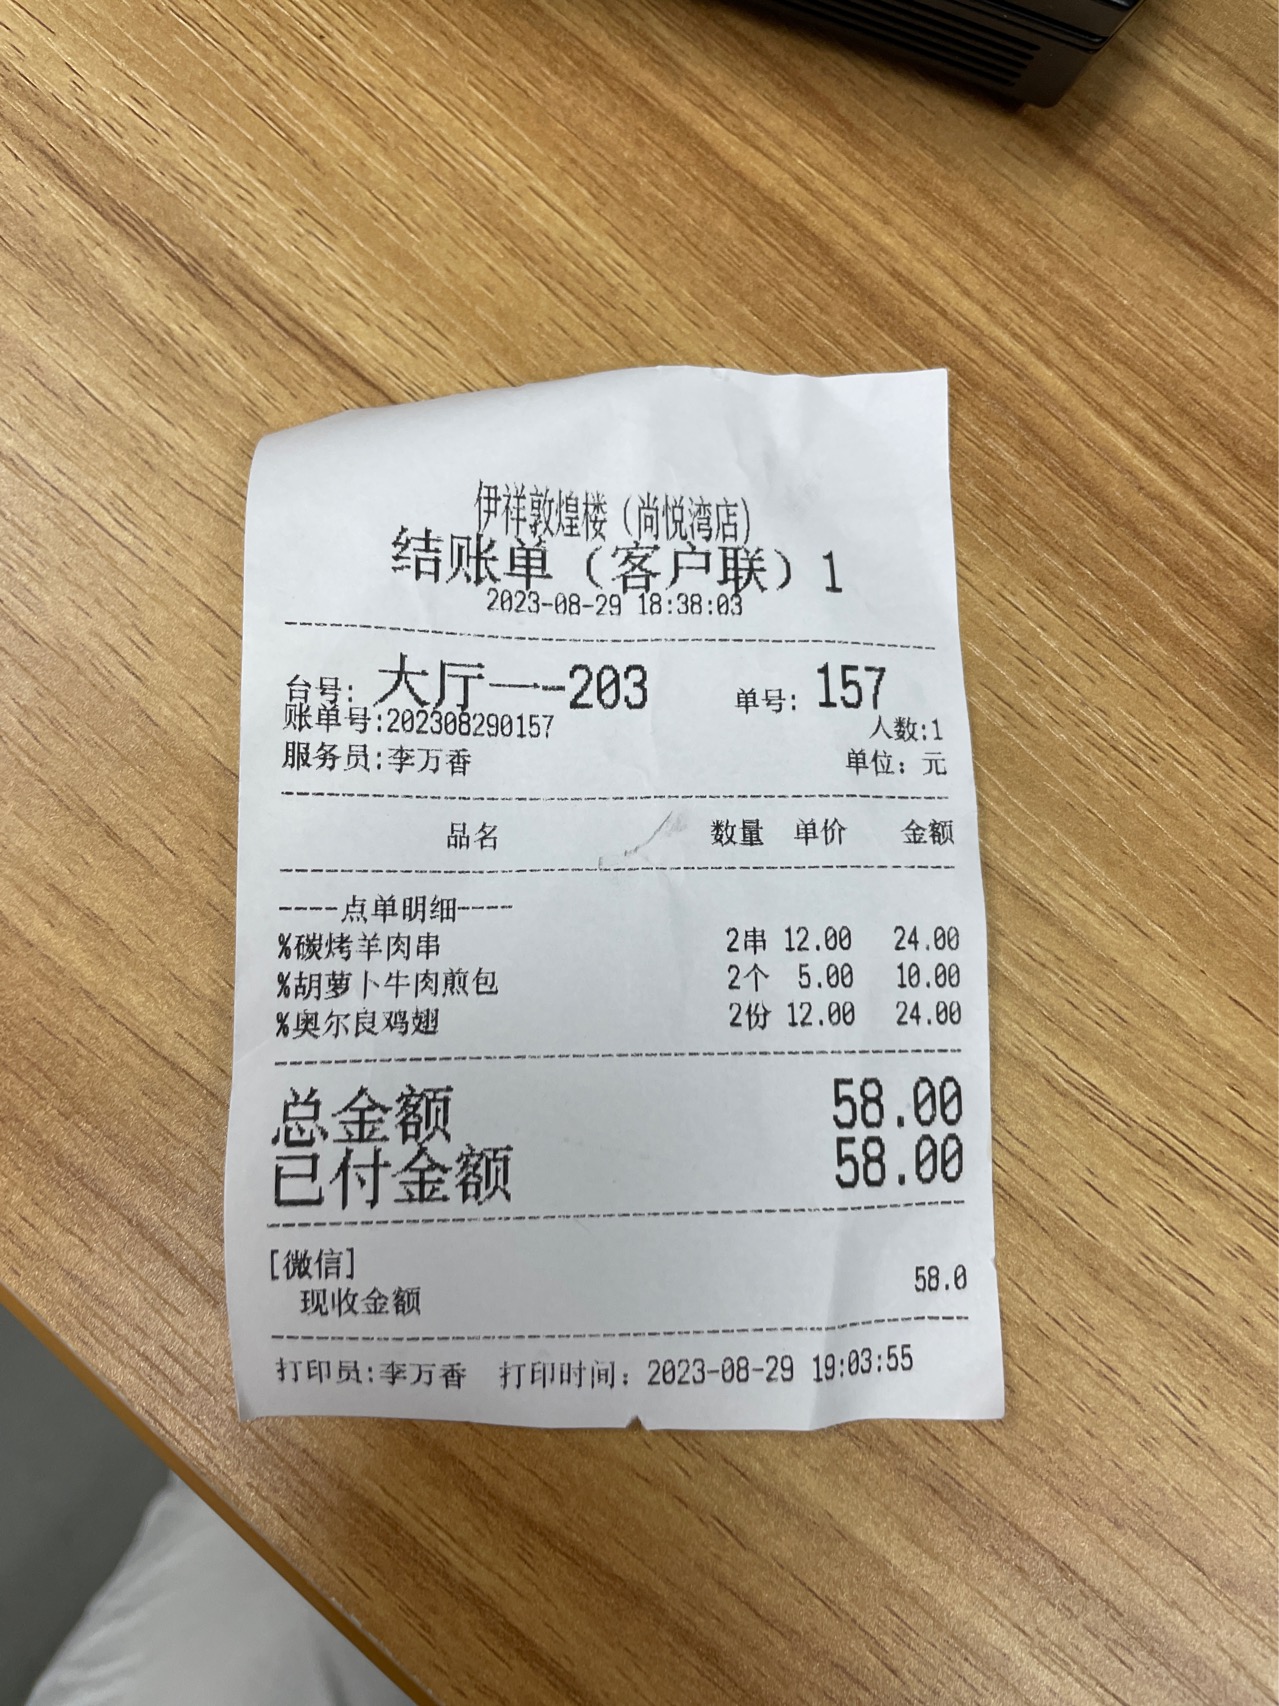 伊祥敦煌楼（尚悦湾店）
结账单（客户联）1
2023-08-29 18:38:03
台号: 大厅一-203 单号: 157
账单号:202308290157 人数:1
服务员:李万香 单位：元
品名 数量 单价 金额
----点单明细----
%碳烤羊肉串 2串 12.00 24.00
%胡萝卜牛肉煎包 2个 5.00 10.00
%奥尔良鸡翅 2份 12.00 24.00
总金额 58.00
已付金额 58.00
[微信]
现收金额 58.0
打印员:李万香 打印时间：2023-08-29 19:03:55